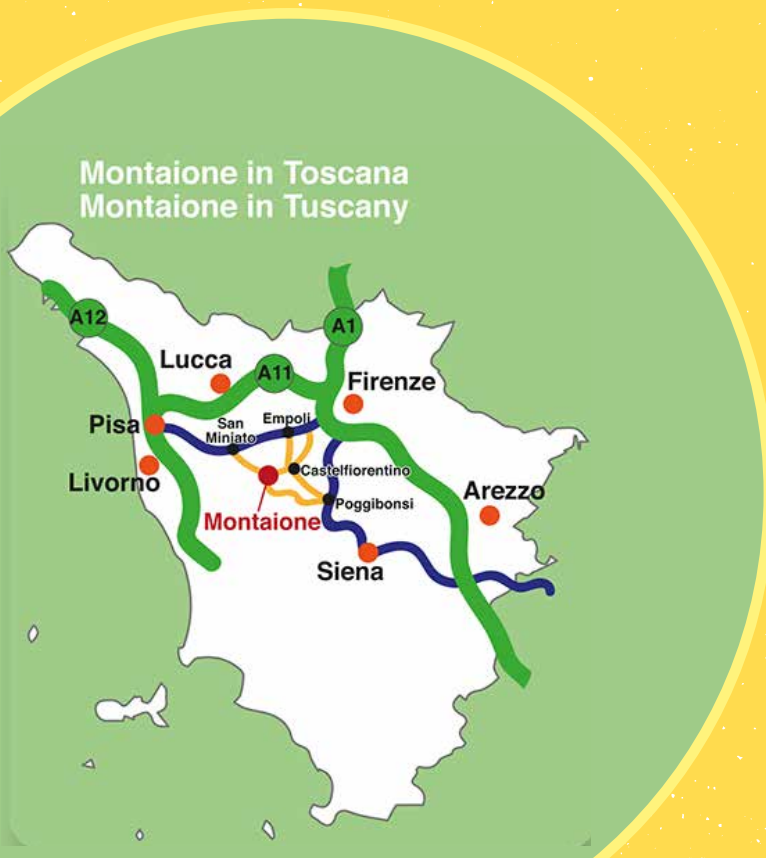 Montaione in Toscana
Montaione in Tuscany
A12
A1
Lucca
A11
Firenze
Pisa
San
Miniato
Empoli
Livorno
Castelfiorentino
Arezzo
Poggibonsi
Montaione
Siena